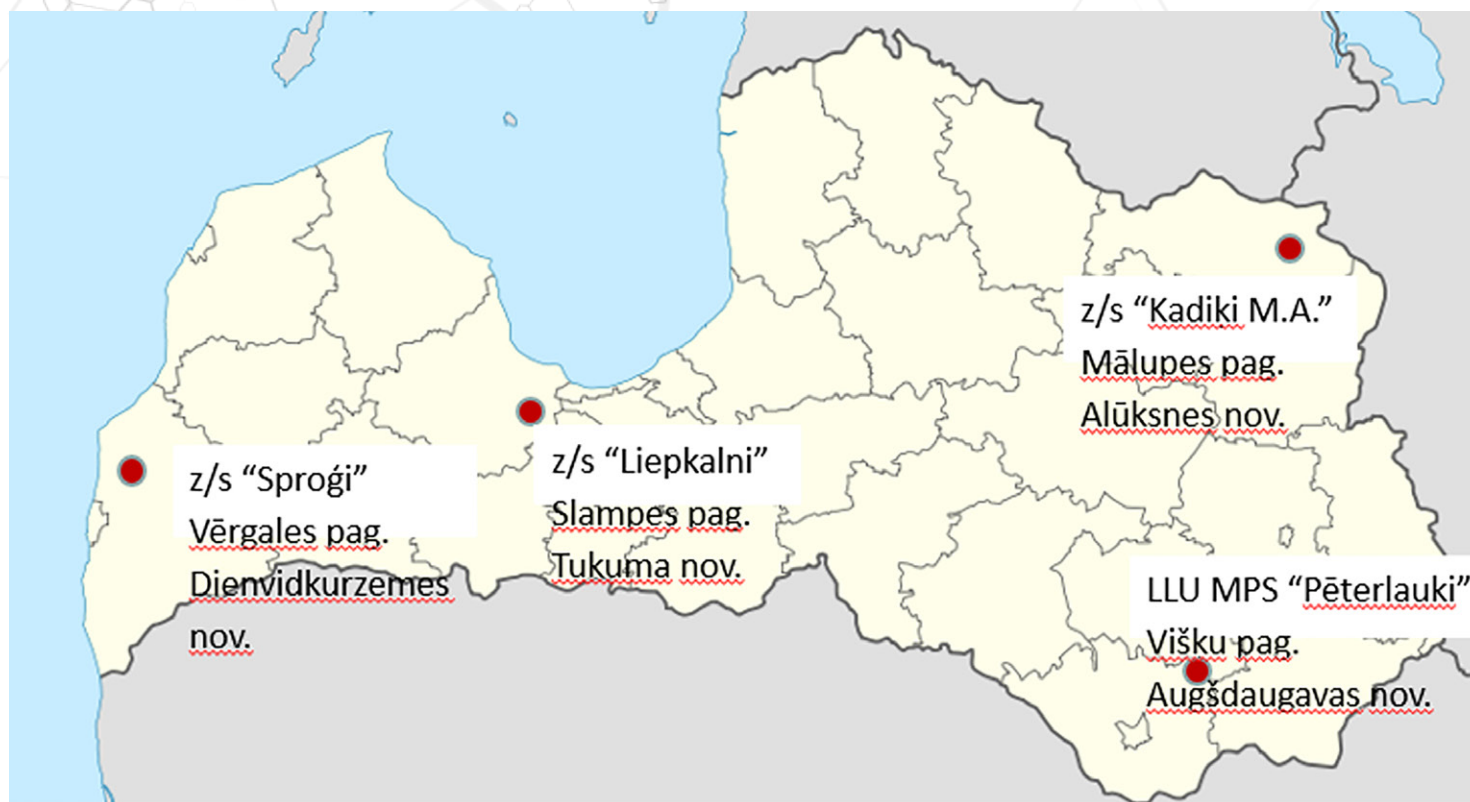 z/s “Sproģi”
Vērgales pag.
Dienvidkurzemes
nov.
z/s “Liepkalni”
Slampes pag.
Tukuma nov.
z/s “Kadiķi M.A.”
Mālupes pag.
Alūksnes nov.
LLU MPS “Pēterlauki”
Višku pag.
Augšdaugavas nov.